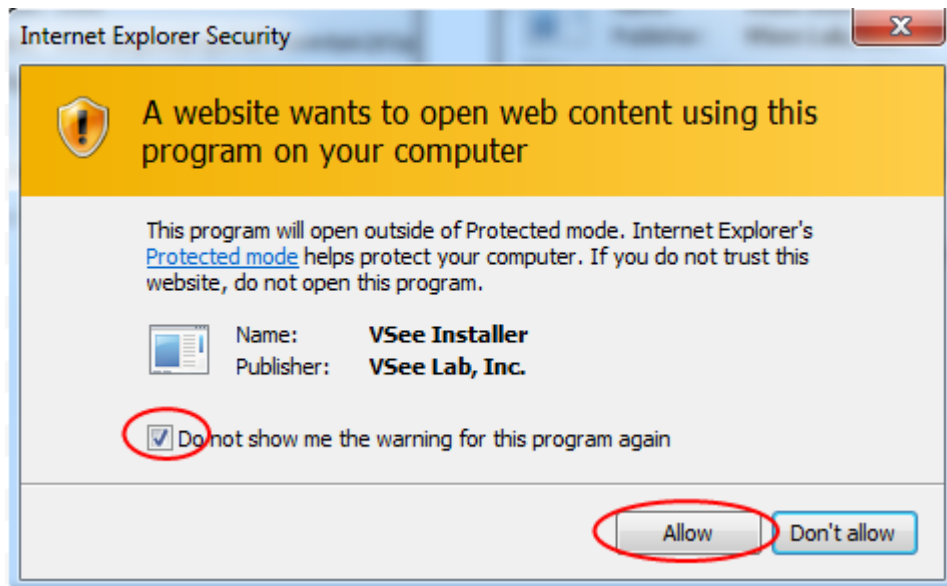 Internet Explorer Security
A website wants to open web content using this
program on your computer
This program will open outside of Protected mode. Internet Explorer's
Protected mode helps protect your computer. If you do not trust this
website, do not open this program.
Name: VSee Installer
Publisher: VSee Lab, Inc.
Do not show me the warning for this program again
Allow Don't allow